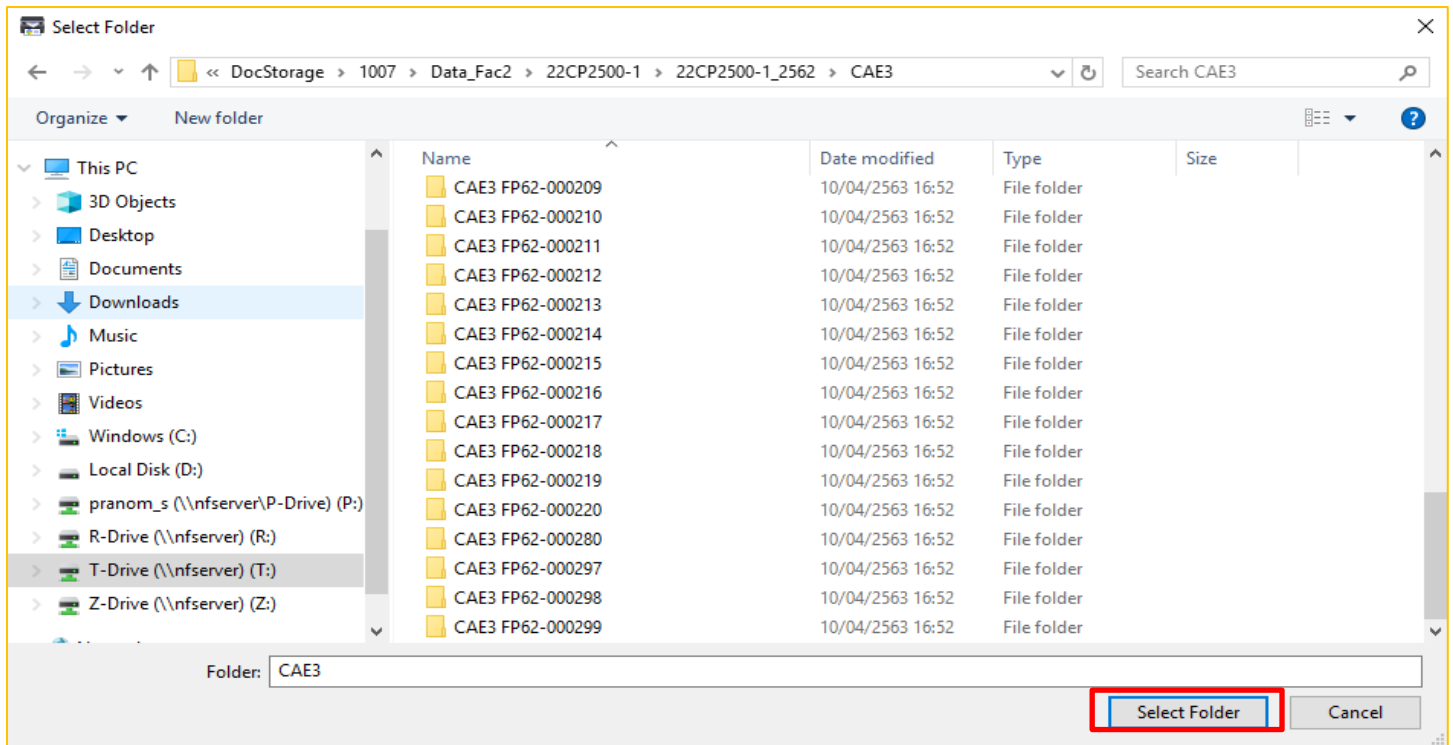 Select Folder
« DocStorage > 1007 > Data_Fac2 > 22CP2500-1 > 22CP2500-1_2562 > CAE3
Search CAE3
Organize
New folder
Name Date modified Type Size
This PC
3D Objects
Desktop
Documents
Downloads
Music
Pictures
Videos
Windows (C:)
Local Disk (D:)
pranom_s (\\nfserver\P-Drive) (P:)
R-Drive (\\nfserver) (R:)
T-Drive (\\nfserver) (T:)
Z-Drive (\\nfserver) (Z:)
CAE3 FP62-000209 10/04/2563 16:52 File folder
CAE3 FP62-000210 10/04/2563 16:52 File folder
CAE3 FP62-000211 10/04/2563 16:52 File folder
CAE3 FP62-000212 10/04/2563 16:52 File folder
CAE3 FP62-000213 10/04/2563 16:52 File folder
CAE3 FP62-000214 10/04/2563 16:52 File folder
CAE3 FP62-000215 10/04/2563 16:52 File folder
CAE3 FP62-000216 10/04/2563 16:52 File folder
CAE3 FP62-000217 10/04/2563 16:52 File folder
CAE3 FP62-000218 10/04/2563 16:52 File folder
CAE3 FP62-000219 10/04/2563 16:52 File folder
CAE3 FP62-000220 10/04/2563 16:52 File folder
CAE3 FP62-000280 10/04/2563 16:52 File folder
CAE3 FP62-000297 10/04/2563 16:52 File folder
CAE3 FP62-000298 10/04/2563 16:52 File folder
CAE3 FP62-000299 10/04/2563 16:52 File folder
Folder: CAE3
Select Folder
Cancel